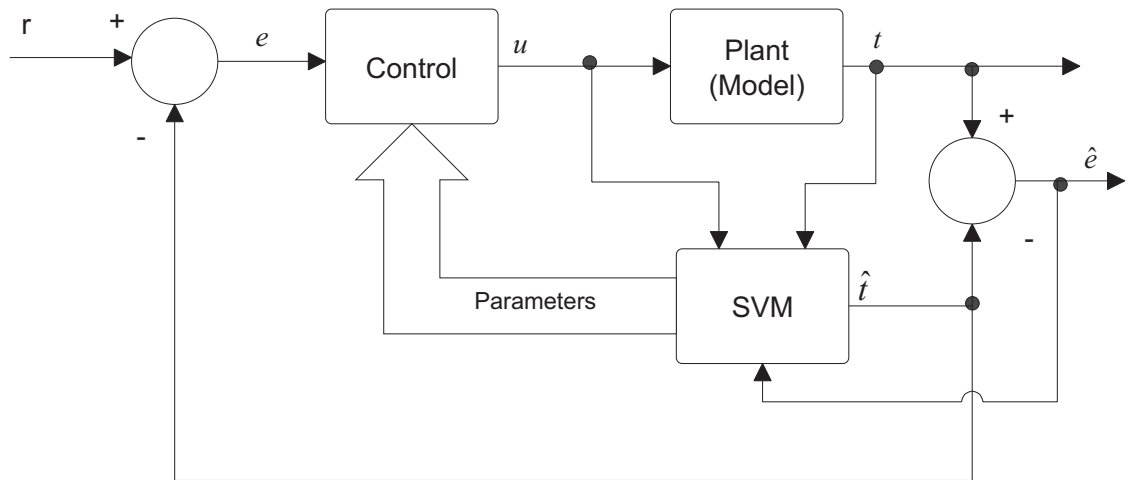 r
+
e
Control
u
Plant
(Model)
t
-
+
ê
-
Parameters
SVM
t̂